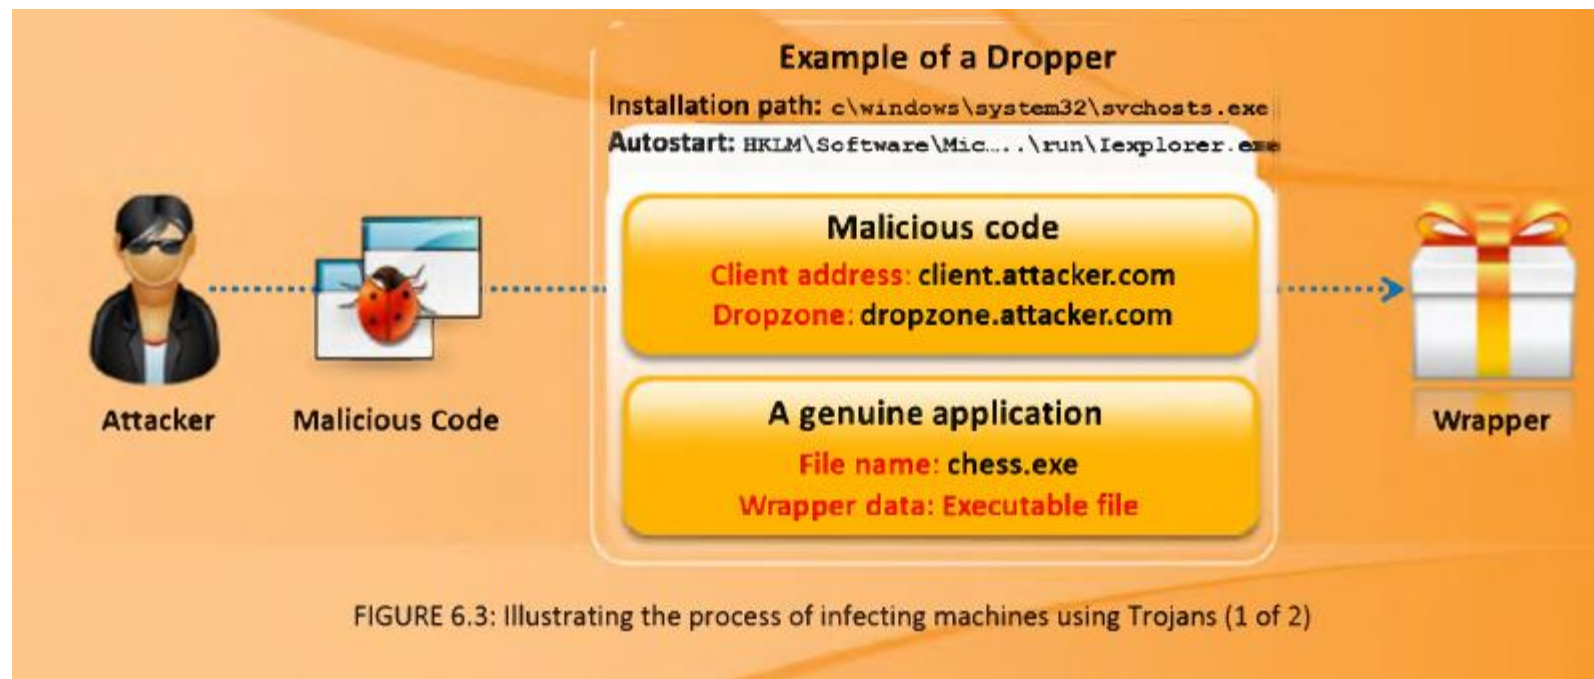 Example of a Dropper
Installation path: c\windows\system32\svchosts.exe
Autostart: HKLM\Software\Mic.....\run\Iexplorer.exe
Malicious code
Client address: client.attacker.com
Dropzone: dropzone.attacker.com
A genuine application
File name: chess.exe
Wrapper data: Executable file
Attacker
Malicious Code
Wrapper
FIGURE 6.3: Illustrating the process of infecting machines using Trojans (1 of 2)